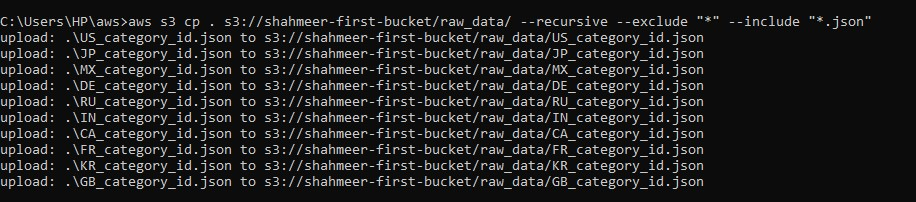 C:\Users\HP\aws>aws s3 cp . s3://shahmeer-first-bucket/raw_data/ --recursive --exclude "*" --include "*.json"
upload: .\US_category_id.json to s3://shahmeer-first-bucket/raw_data/US_category_id.json
upload: .\JP_category_id.json to s3://shahmeer-first-bucket/raw_data/JP_category_id.json
upload: .\MX_category_id.json to s3://shahmeer-first-bucket/raw_data/MX_category_id.json
upload: .\DE_category_id.json to s3://shahmeer-first-bucket/raw_data/DE_category_id.json
upload: .\RU_category_id.json to s3://shahmeer-first-bucket/raw_data/RU_category_id.json
upload: .\IN_category_id.json to s3://shahmeer-first-bucket/raw_data/IN_category_id.json
upload: .\CA_category_id.json to s3://shahmeer-first-bucket/raw_data/CA_category_id.json
upload: .\FR_category_id.json to s3://shahmeer-first-bucket/raw_data/FR_category_id.json
upload: .\KR_category_id.json to s3://shahmeer-first-bucket/raw_data/KR_category_id.json
upload: .\GB_category_id.json to s3://shahmeer-first-bucket/raw_data/GB_category_id.json